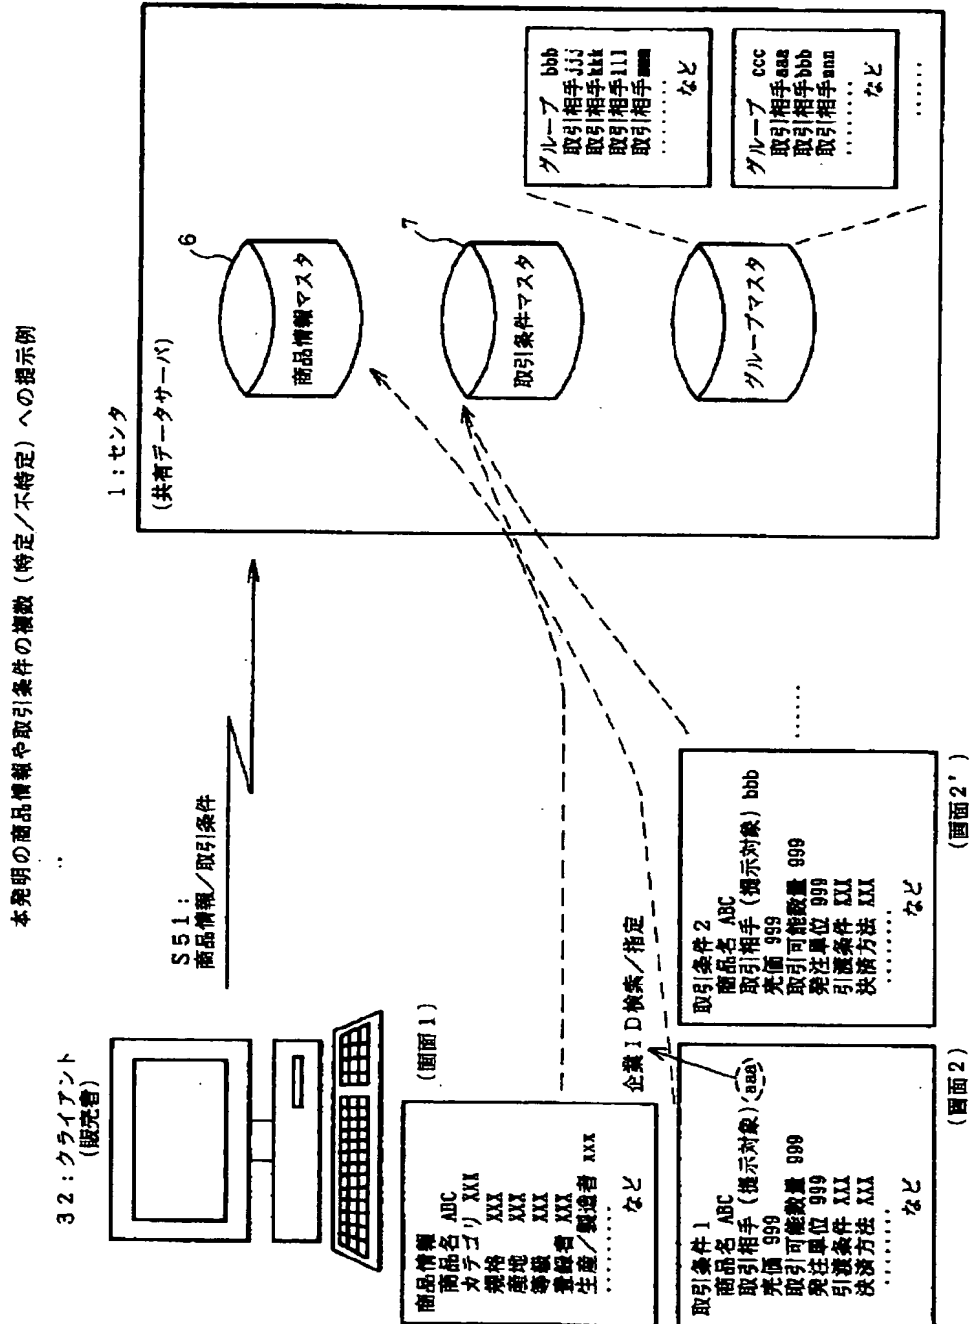 本発明の商品情報や取引条件の複数（特定／不特定）への提示例
32：クライアント
（販売者）
S51：
商品情報／取引条件
1：センタ
（共有データサーバ）
6
商品情報マスタ
7
取引条件マスタ
グループマスタ
グループ bbb
取引相手jjj
取引相手kkk
取引相手lll
取引相手mmm
........
など
グループ ccc
取引相手aaa
取引相手bbb
取引相手nnn
........
など
......
（画面1）
商品情報
商品名 ABC
カテゴリ XXX
規格 XXX
産地 XXX
等級 XXX
登録者 XXX
生産／製造者 XXX
........
など
企業ID検索／指定
取引条件1
商品名 ABC
取引相手（提示対象）aaa
売価 999
取引可能数量 999
発注単位 999
引渡条件 XXX
決済方法 XXX
........
など
（画面2）
取引条件2
商品名 ABC
取引相手（提示対象）bbb
売価 999
取引可能数量 999
発注単位 999
引渡条件 XXX
決済方法 XXX
........
など
（画面2'）
......